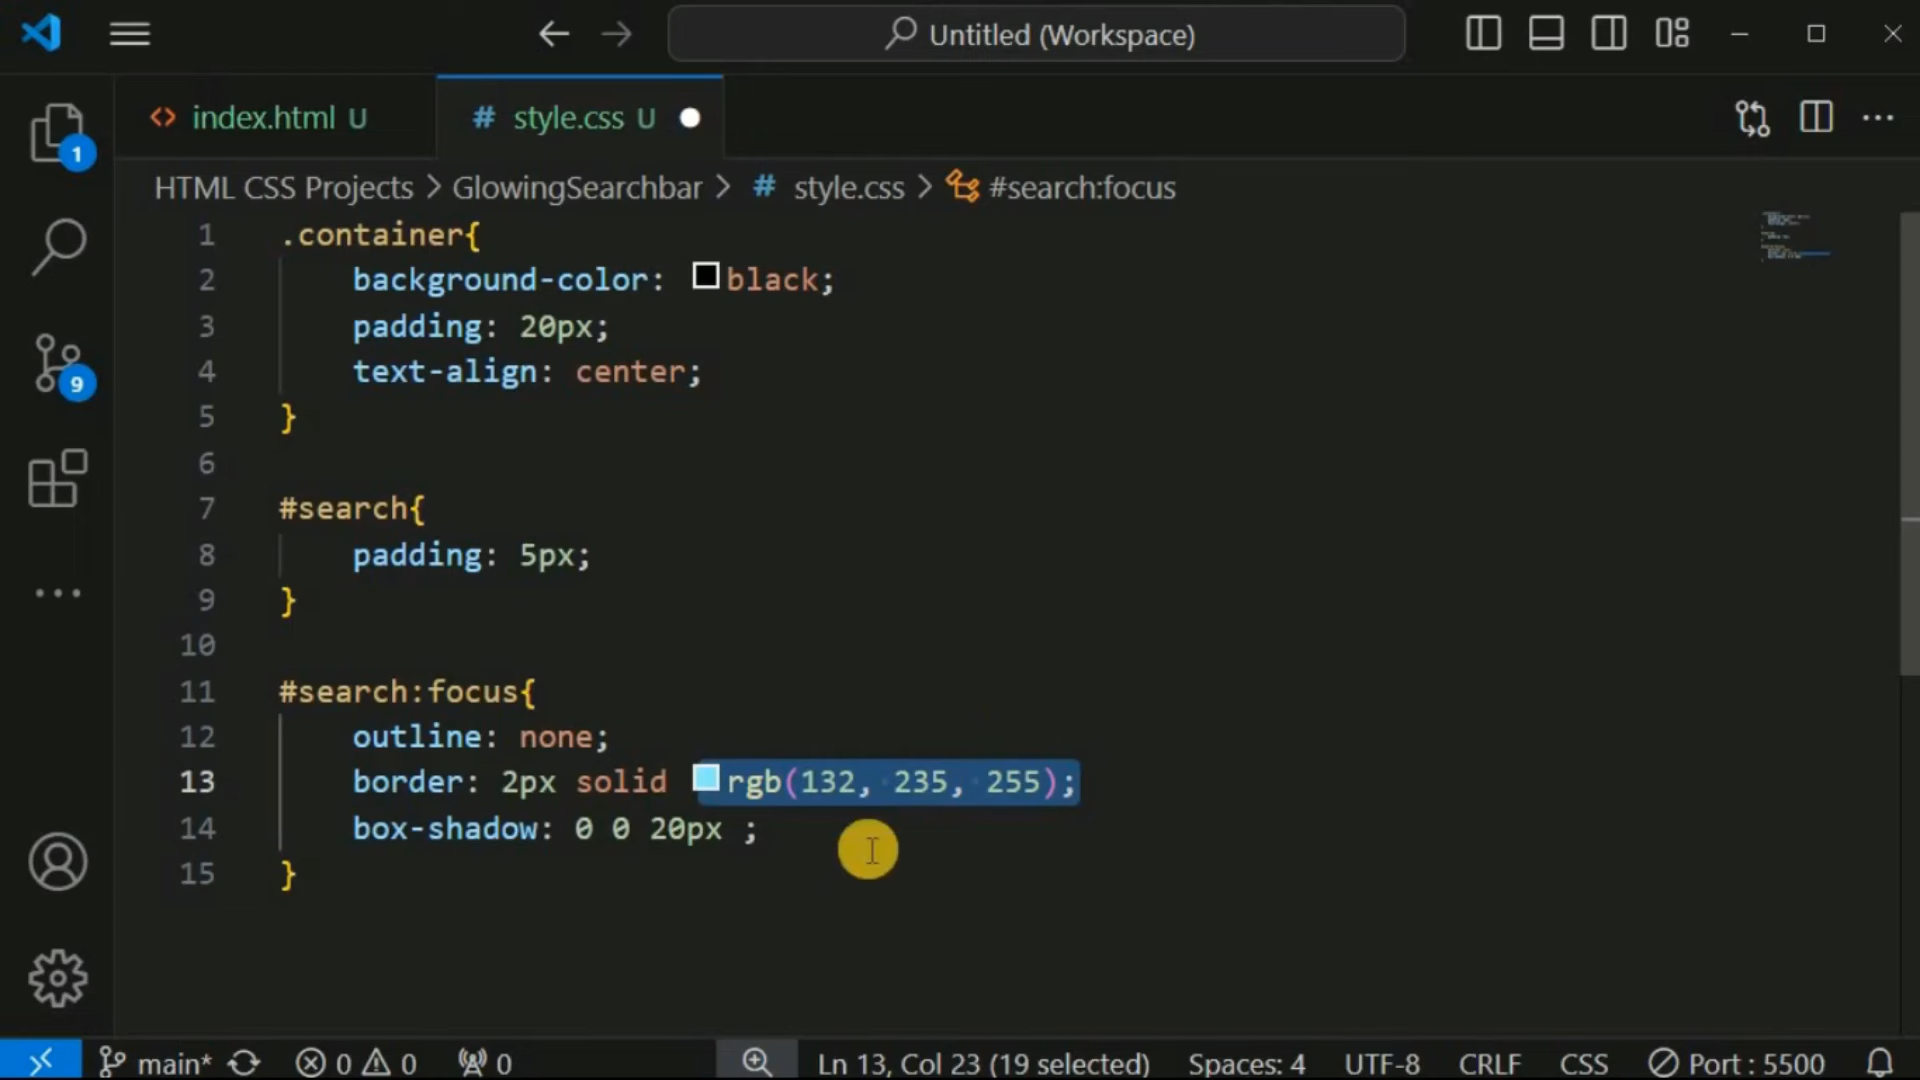 Untitled (Workspace)
<> index.html U
# style.css U
HTML CSS Projects > GlowingSearchbar > # style.css > #search:focus
1
1 .container{
2 background-color: black;
3 padding: 20px;
4 text-align: center;
5 }
6
7 #search{
8 padding: 5px;
9 }
10
11 #search:focus{
12 outline: none;
13 border: 2px solid rgb(132, 235, 255);
14 box-shadow: 0 0 20px ;
15 }
9
main* 0 0 0 Ln 13, Col 23 (19 selected) Spaces: 4 UTF-8 CRLF CSS Port : 5500